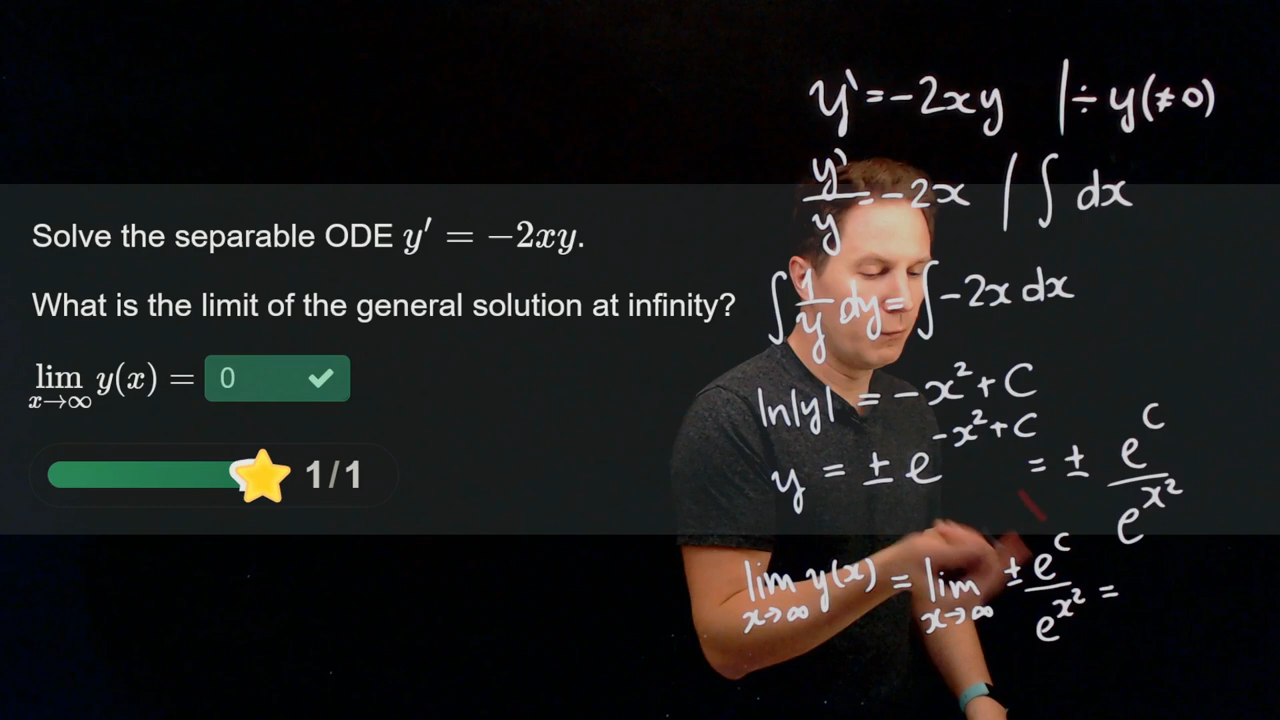 Solve the separable ODE y′ = −2xy.
What is the limit of the general solution at infinity?
lim x→∞ y(x) = 0 ✓
1/1
y' = -2xy | ÷ y(≠0)
y'/y = -2x | ∫ dx
∫ 1/y dy = ∫ -2x dx
ln|y| = -x² + C
y = ± e^(-x²+C) = ± e^C / e^(x²)
lim x→∞ y(x) = lim x→∞ ± e^C / e^(x²) =